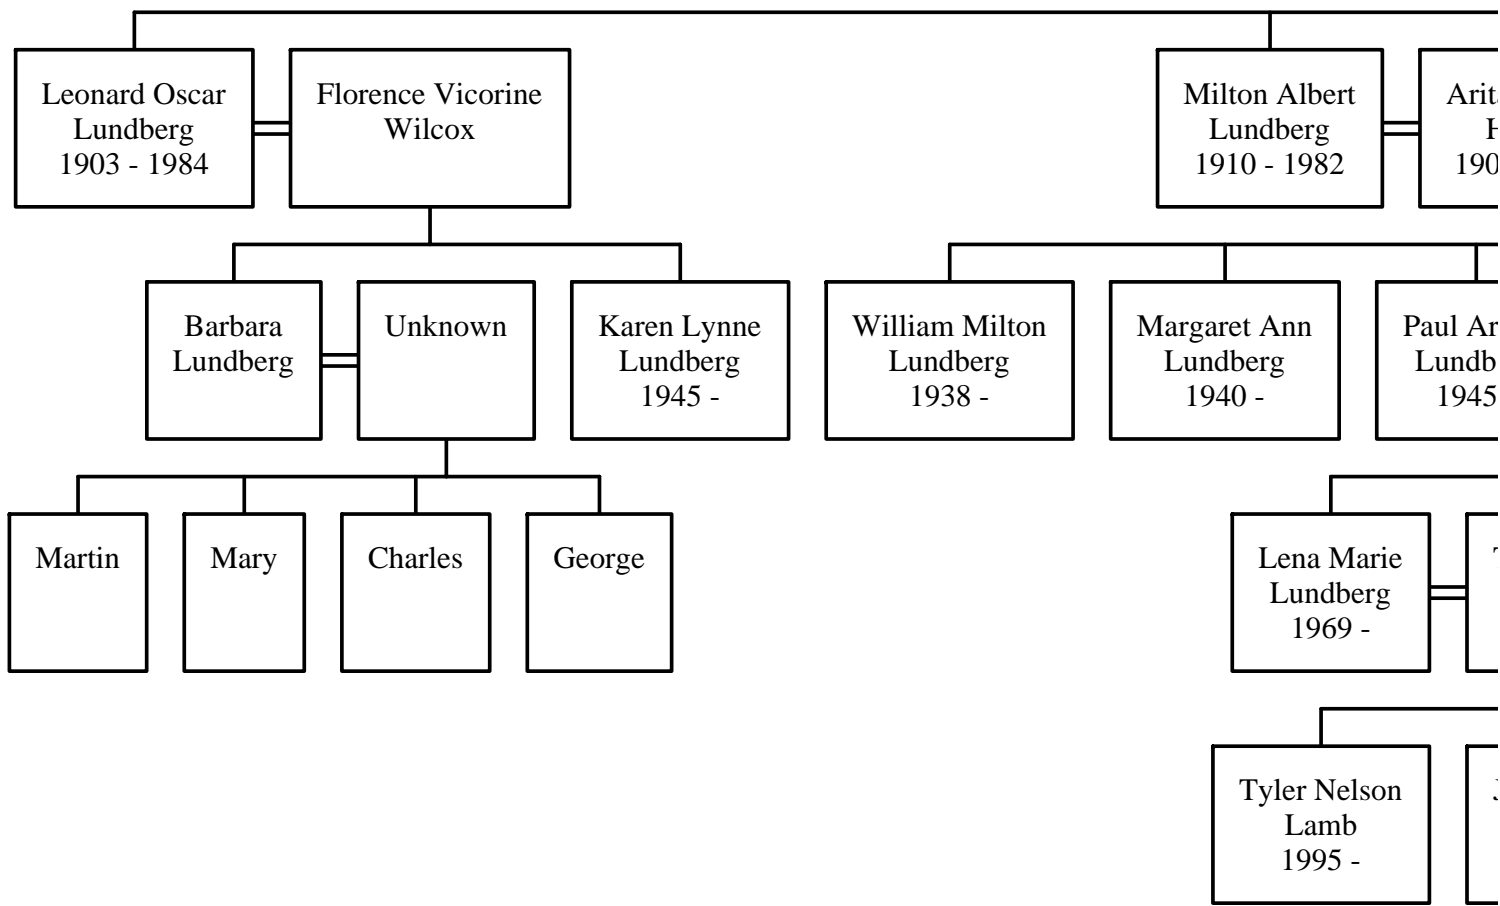 Leonard Oscar
Lundberg
1903 - 1984
Florence Vicorine
Wilcox
Milton Albert
Lundberg
1910 - 1982
Barbara
Lundberg
Unknown
Karen Lynne
Lundberg
1945 -
William Milton
Lundberg
1938 -
Margaret Ann
Lundberg
1940 -
Paul
1945
Martin
Mary
Charles
George
Lena Marie
Lundberg
1969 -
Tyler Nelson
Lamb
1995 -